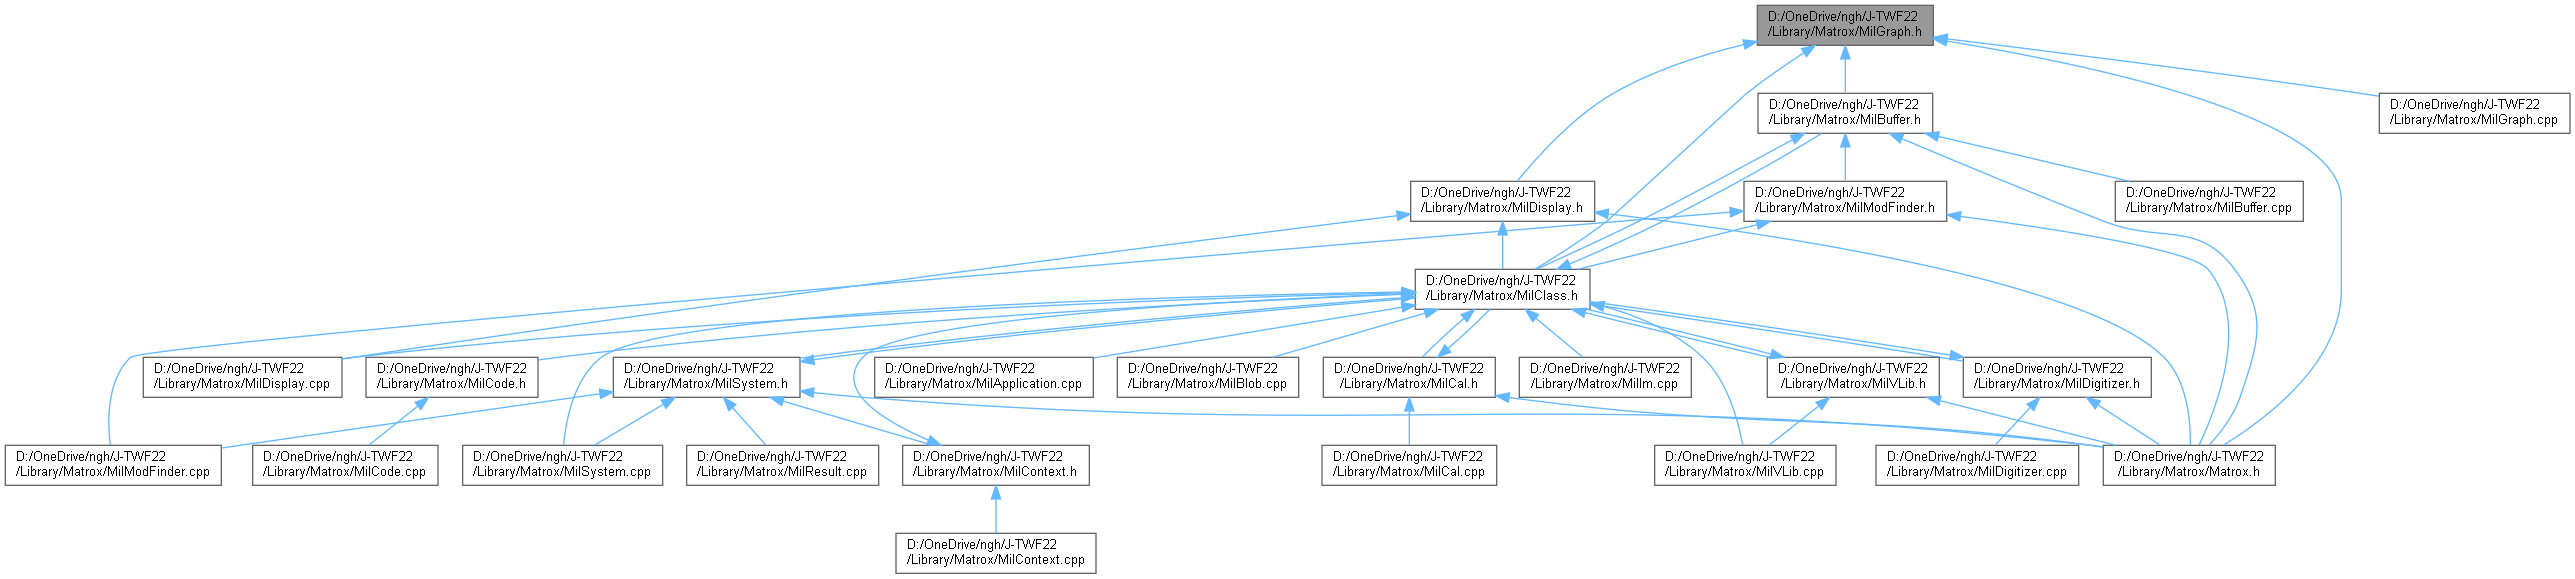 D:/OneDrive/ngh/J-TWF22
/Library/Matrox/MilGraph.h
D:/OneDrive/ngh/J-TWF22
/Library/Matrox/MilBuffer.h
D:/OneDrive/ngh/J-TWF22
/Library/Matrox/MilGraph.cpp
D:/OneDrive/ngh/J-TWF22
/Library/Matrox/MilDisplay.h
D:/OneDrive/ngh/J-TWF22
/Library/Matrox/MilModFinder.h
D:/OneDrive/ngh/J-TWF22
/Library/Matrox/MilBuffer.cpp
D:/OneDrive/ngh/J-TWF22
/Library/Matrox/MilClass.h
D:/OneDrive/ngh/J-TWF22
/Library/Matrox/MilDisplay.cpp
D:/OneDrive/ngh/J-TWF22
/Library/Matrox/MilCode.h
D:/OneDrive/ngh/J-TWF22
/Library/Matrox/MilSystem.h
D:/OneDrive/ngh/J-TWF22
/Library/Matrox/MilApplication.cpp
D:/OneDrive/ngh/J-TWF22
/Library/Matrox/MilBlob.cpp
D:/OneDrive/ngh/J-TWF22
/Library/Matrox/MilCal.h
D:/OneDrive/ngh/J-TWF22
/Library/Matrox/MilIm.cpp
D:/OneDrive/ngh/J-TWF22
/Library/Matrox/MilVLib.h
D:/OneDrive/ngh/J-TWF22
/Library/Matrox/MilDigitizer.h
D:/OneDrive/ngh/J-TWF22
/Library/Matrox/MilModFinder.cpp
D:/OneDrive/ngh/J-TWF22
/Library/Matrox/MilCode.cpp
D:/OneDrive/ngh/J-TWF22
/Library/Matrox/MilSystem.cpp
D:/OneDrive/ngh/J-TWF22
/Library/Matrox/MilResult.cpp
D:/OneDrive/ngh/J-TWF22
/Library/Matrox/MilContext.h
D:/OneDrive/ngh/J-TWF22
/Library/Matrox/MilCal.cpp
D:/OneDrive/ngh/J-TWF22
/Library/Matrox/MilVLib.cpp
D:/OneDrive/ngh/J-TWF22
/Library/Matrox/MilDigitizer.cpp
D:/OneDrive/ngh/J-TWF22
/Library/Matrox/Matrox.h
D:/OneDrive/ngh/J-TWF22
/Library/Matrox/MilContext.cpp